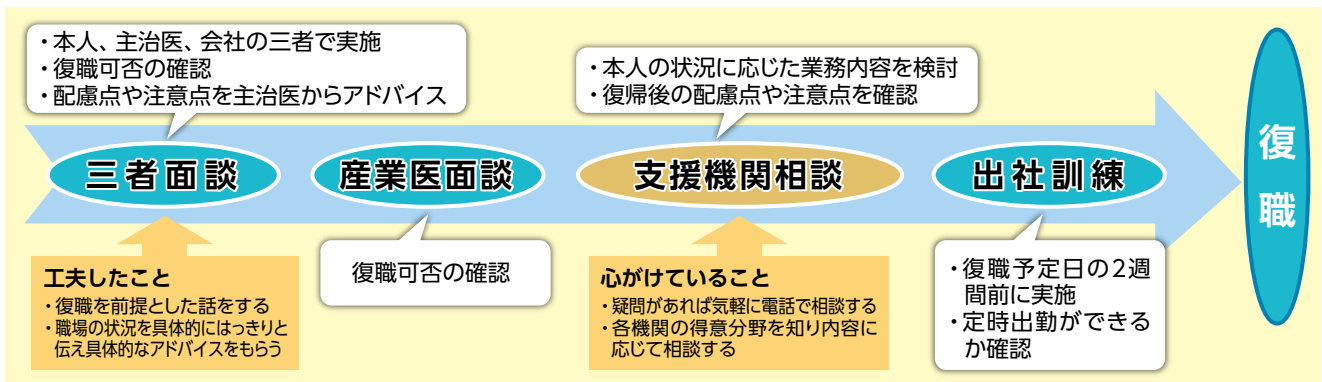 ・本人、主治医、会社の三者で実施
・復職可否の確認
・配慮点や注意点を主治医からアドバイス
・本人の状況に応じた業務内容を検討
・復帰後の配慮点や注意点を確認
三者面談
産業医面談
支援機関相談
出社訓練
復職
工夫したこと
・復職を前提とした話をする
・職場の状況を具体的にはっきりと
伝え具体的なアドバイスをもらう
復職可否の確認
心がけていること
・疑問があれば気軽に電話で相談する
・各機関の得意分野を知り内容に
応じて相談する
・復職予定日の2週
間前に実施
・定時出勤ができる
か確認